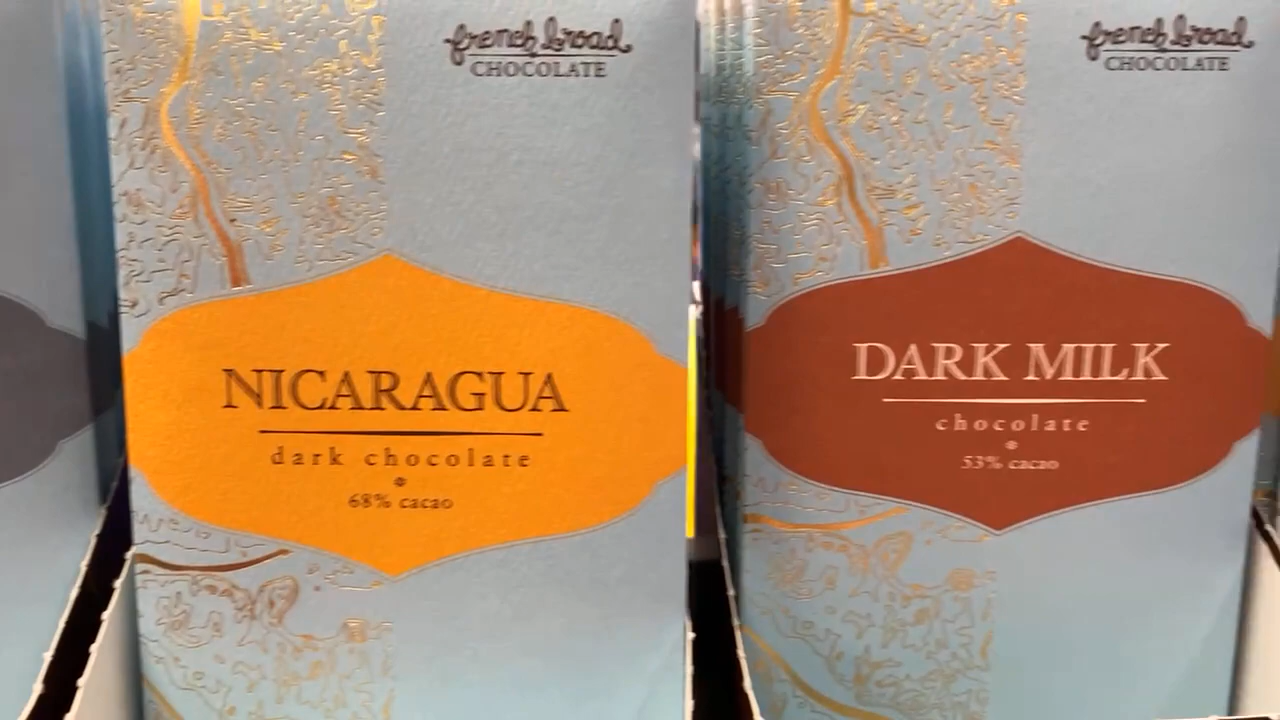 french broad
CHOCOLATE
NICARAGUA
dark chocolate
68% cacao
french broad
CHOCOLATE
DARK MILK
chocolate
53% cacao